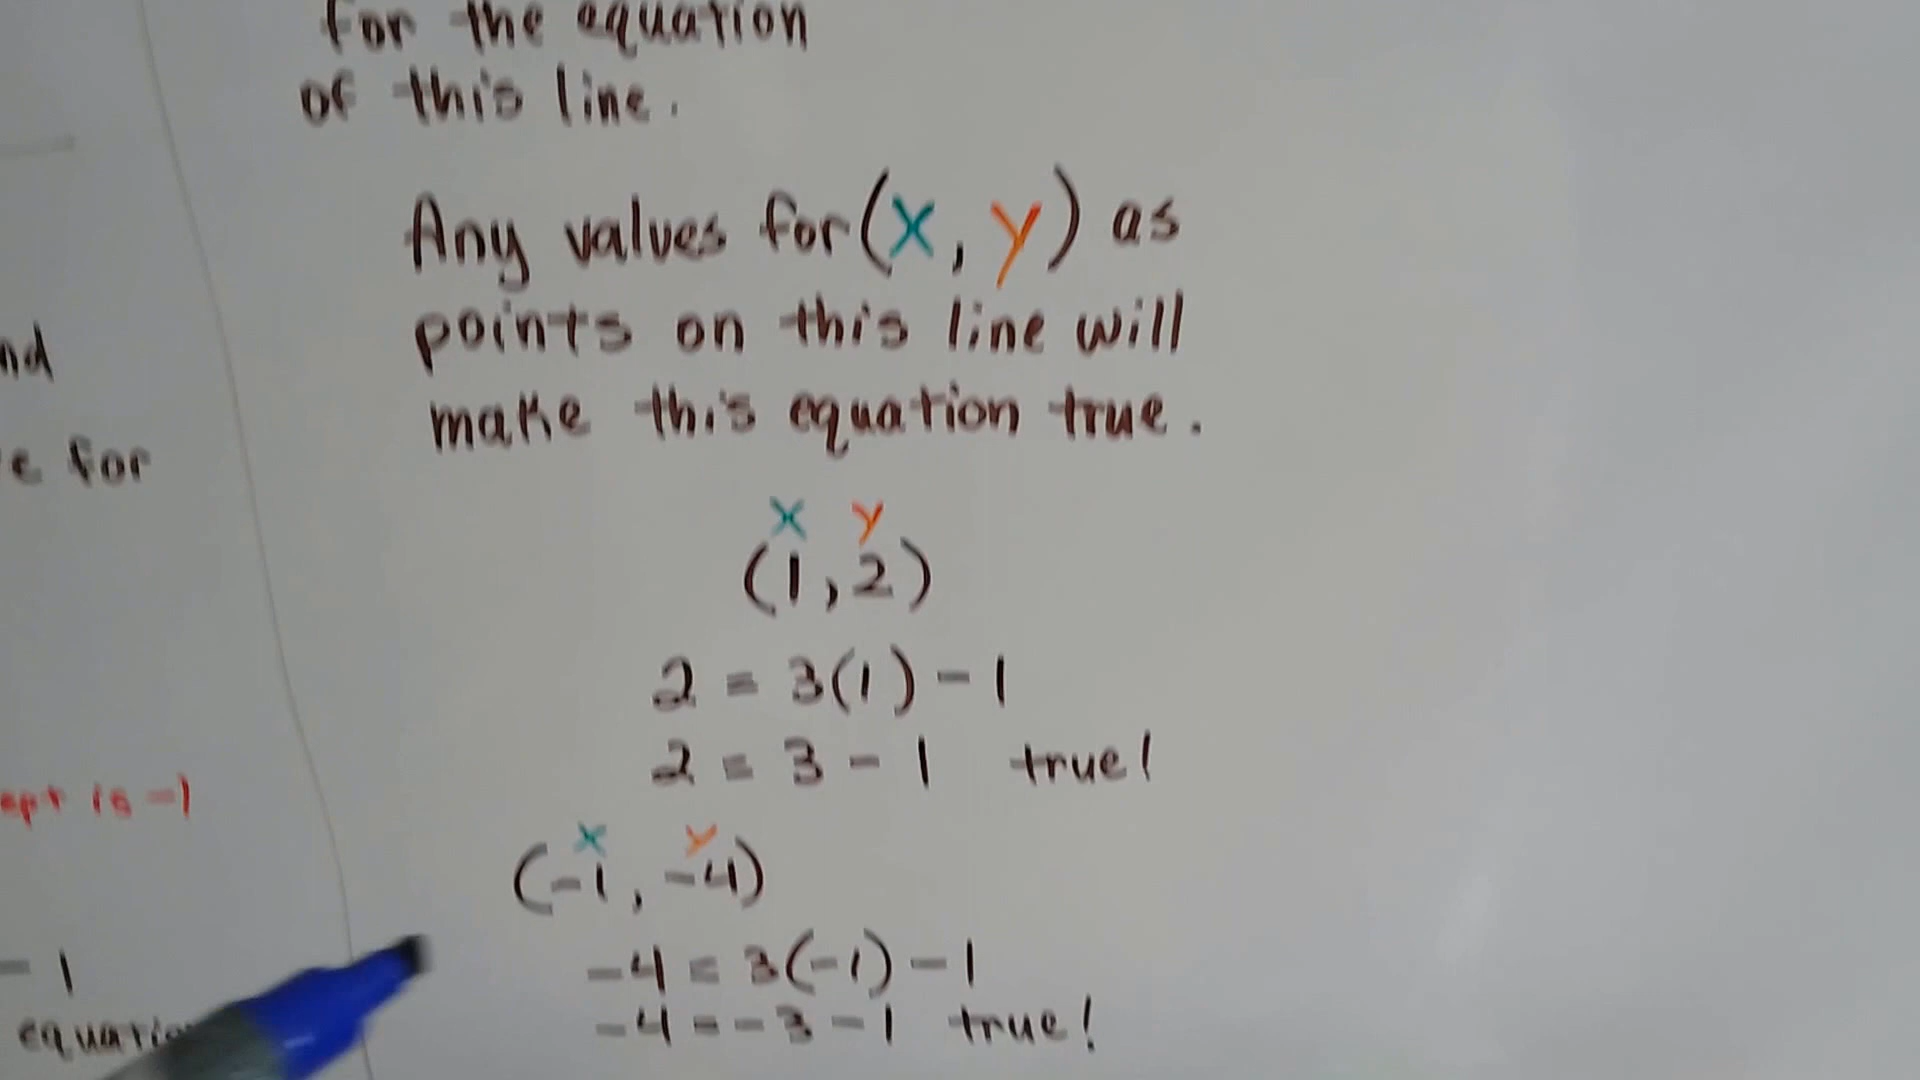 for the equation
of this line.
Any values for (x, y) as
points on this line will
make this equation true.
x y
(1, 2)
2 = 3(1) - 1
2 = 3 - 1 true!
x y
(-1, -4)
-4 = 3(-1) - 1
-4 = -3 - 1 true!
for
is -1
- 1